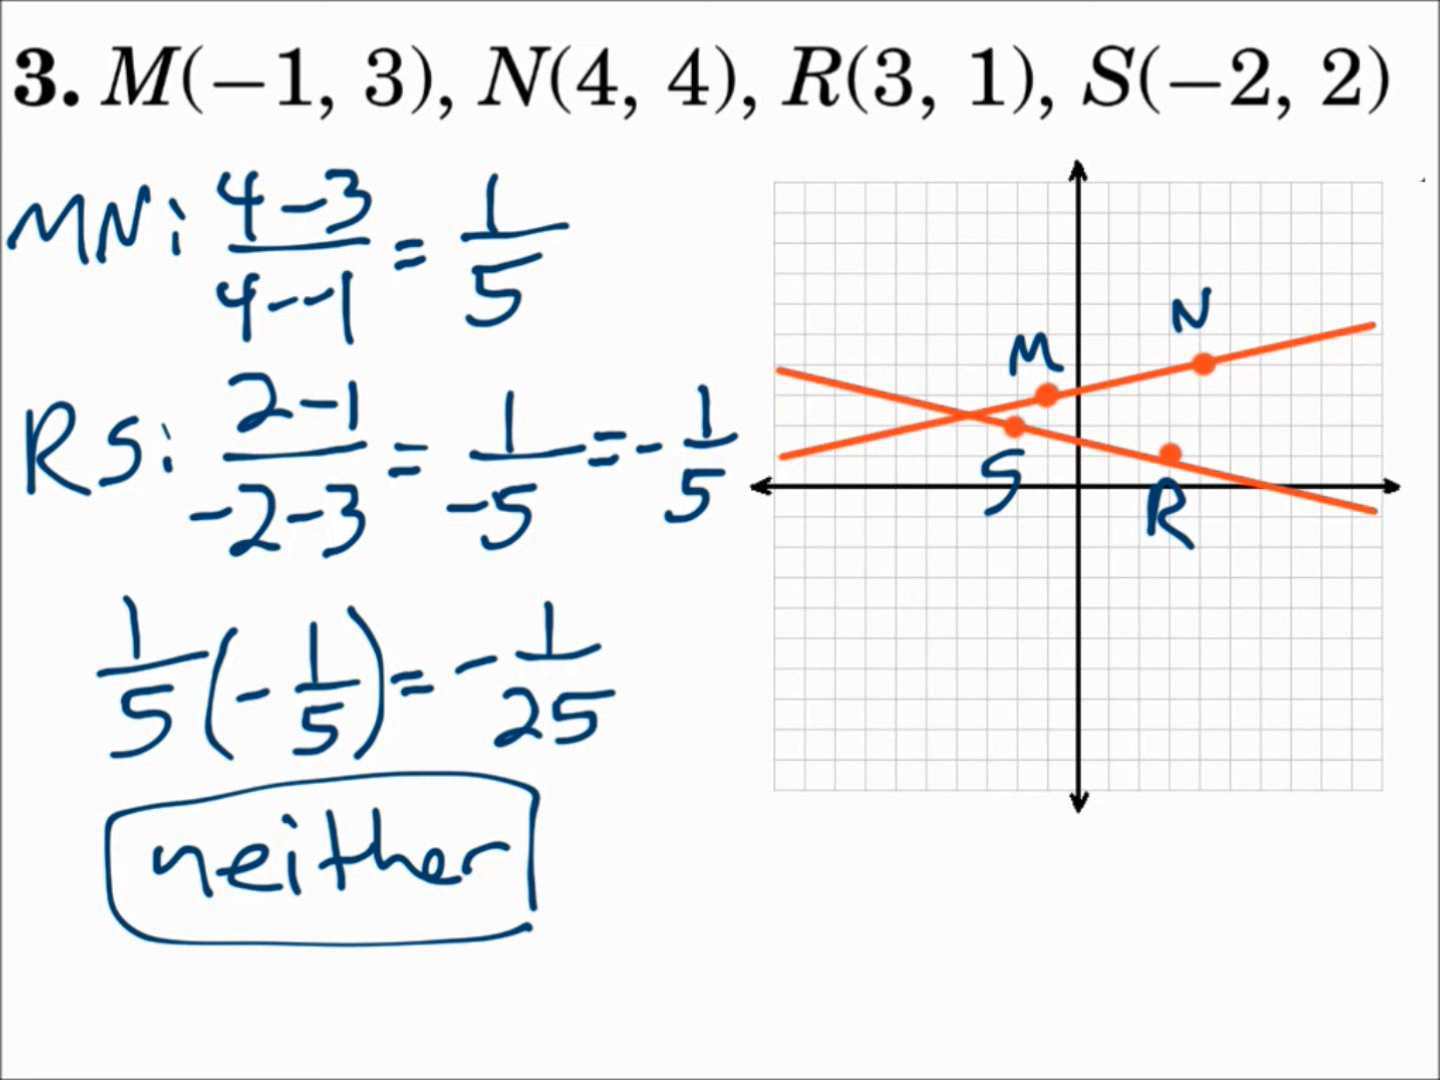 3. M(−1, 3), N(4, 4), R(3, 1), S(−2, 2)
MN: 4-3/4--1 = 1/5
RS: 2-1/-2-3 = 1/-5 = -1/5
1/5(-1/5) = -1/25
neither
M
N
S
R